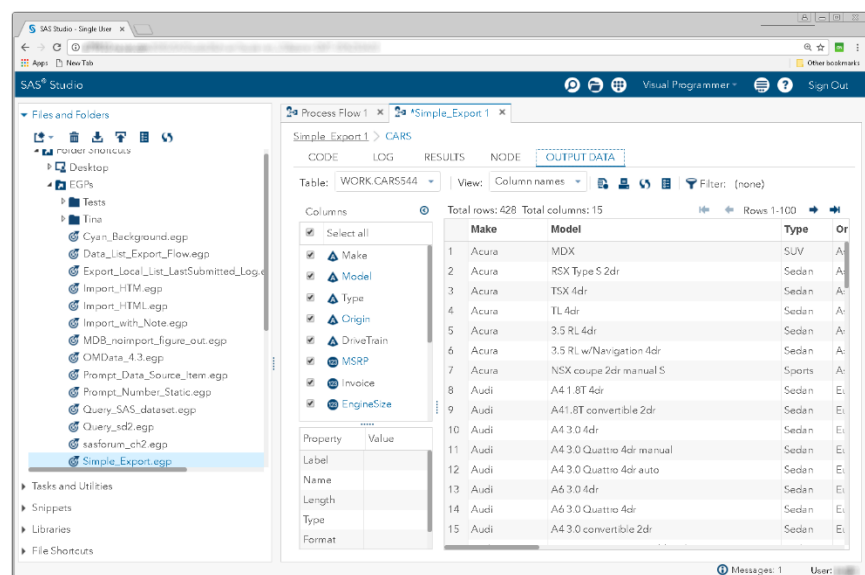 SAS Studio - Single User
Apps New Tab
Other bookmarks
SAS® Studio
Visual Programmer
Sign Out
Files and Folders
Folder Shortcuts
Desktop
EGPs
Tests
Tina
Cyan_Background.egp
Data_List_Export_Flow.egp
Export_Local_List_LastSubmitted_Log.e
Import_HTM.egp
Import_HTML.egp
Import_with_Note.egp
MDB_noimport_figure_out.egp
OMData_4.3.egp
Prompt_Data_Source_Item.egp
Prompt_Number_Static.egp
Query_SAS_dataset.egp
Query_sd2.egp
sasforum_ch2.egp
Simple_Export.egp
Tasks and Utilities
Snippets
Libraries
File Shortcuts
Process Flow 1
*Simple_Export 1
Simple_Export 1 > CARS
CODE LOG RESULTS NODE OUTPUT DATA
Table: WORK.CARS544 View: Column names Filter: (none)
Columns
Select all
Make
Model
Type
Origin
DriveTrain
MSRP
Invoice
EngineSize
Property Value
Label
Name
Length
Type
Format
Total rows: 428 Total columns: 15 Rows 1-100
Make Model Type Or
1 Acura MDX SUV A
2 Acura RSX Type S 2dr Sedan A
3 Acura TSX 4dr Sedan A
4 Acura TL 4dr Sedan A
5 Acura 3.5 RL 4dr Sedan A
6 Acura 3.5 RL w/Navigation 4dr Sedan A
7 Acura NSX coupe 2dr manual S Sports A
8 Audi A4 1.8T 4dr Sedan E
9 Audi A41.8T convertible 2dr Sedan E
10 Audi A4 3.0 4dr Sedan E
11 Audi A4 3.0 Quattro 4dr manual Sedan E
12 Audi A4 3.0 Quattro 4dr auto Sedan E
13 Audi A6 3.0 4dr Sedan E
14 Audi A6 3.0 Quattro 4dr Sedan E
15 Audi A4 3.0 convertible 2dr Sedan E
Messages: 1 User: